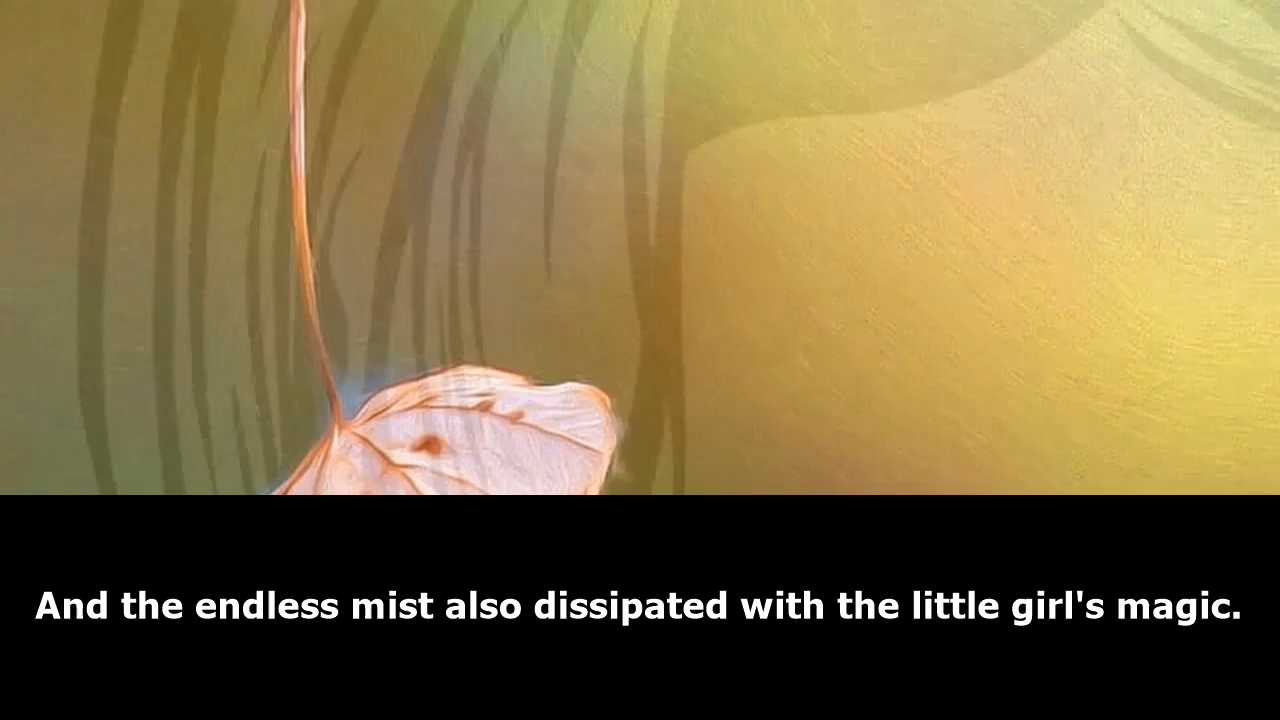 And the endless mist also dissipated with the little girl's magic.